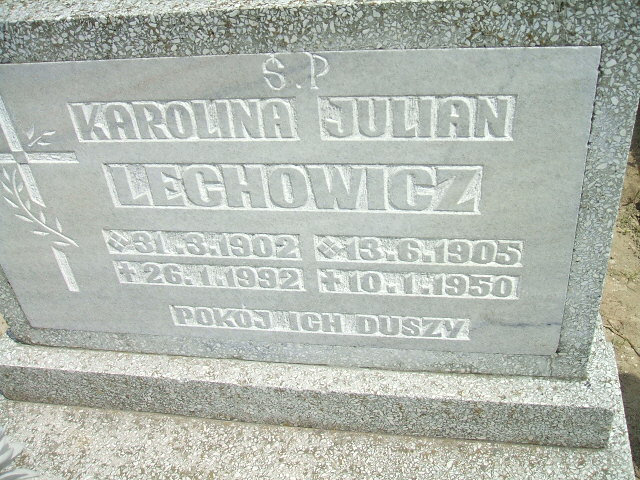 Ś.P
KAROLINA JULIAN
LECHOWICZ
31.3.1902 13.6.1905
26.1.1992 10.1.1950
POKÓJ ICH DUSZY